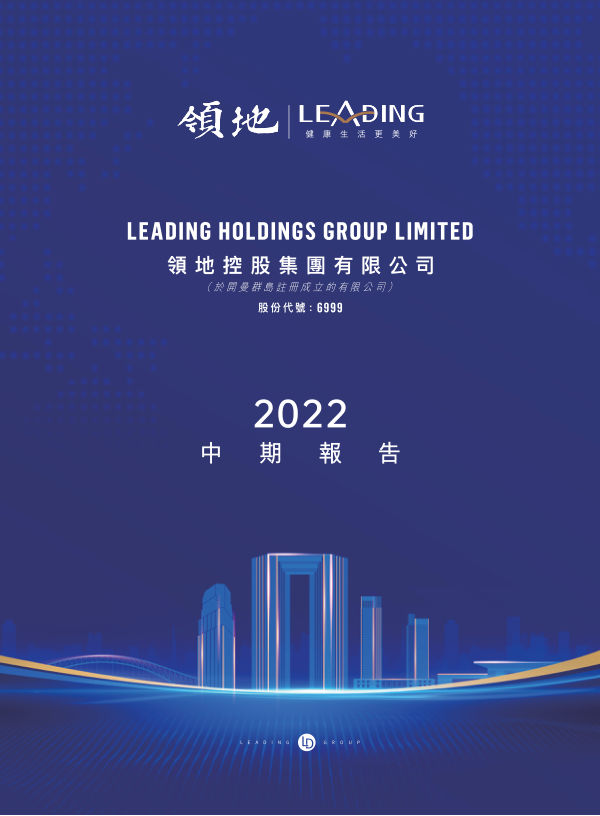 領地 LEADING
健康生活更美好
LEADING HOLDINGS GROUP LIMITED
領地控股集團有限公司
（於開曼群島註冊成立的有限公司）
股份代號：6999
2022
中期報告
LEADING LD GROUP